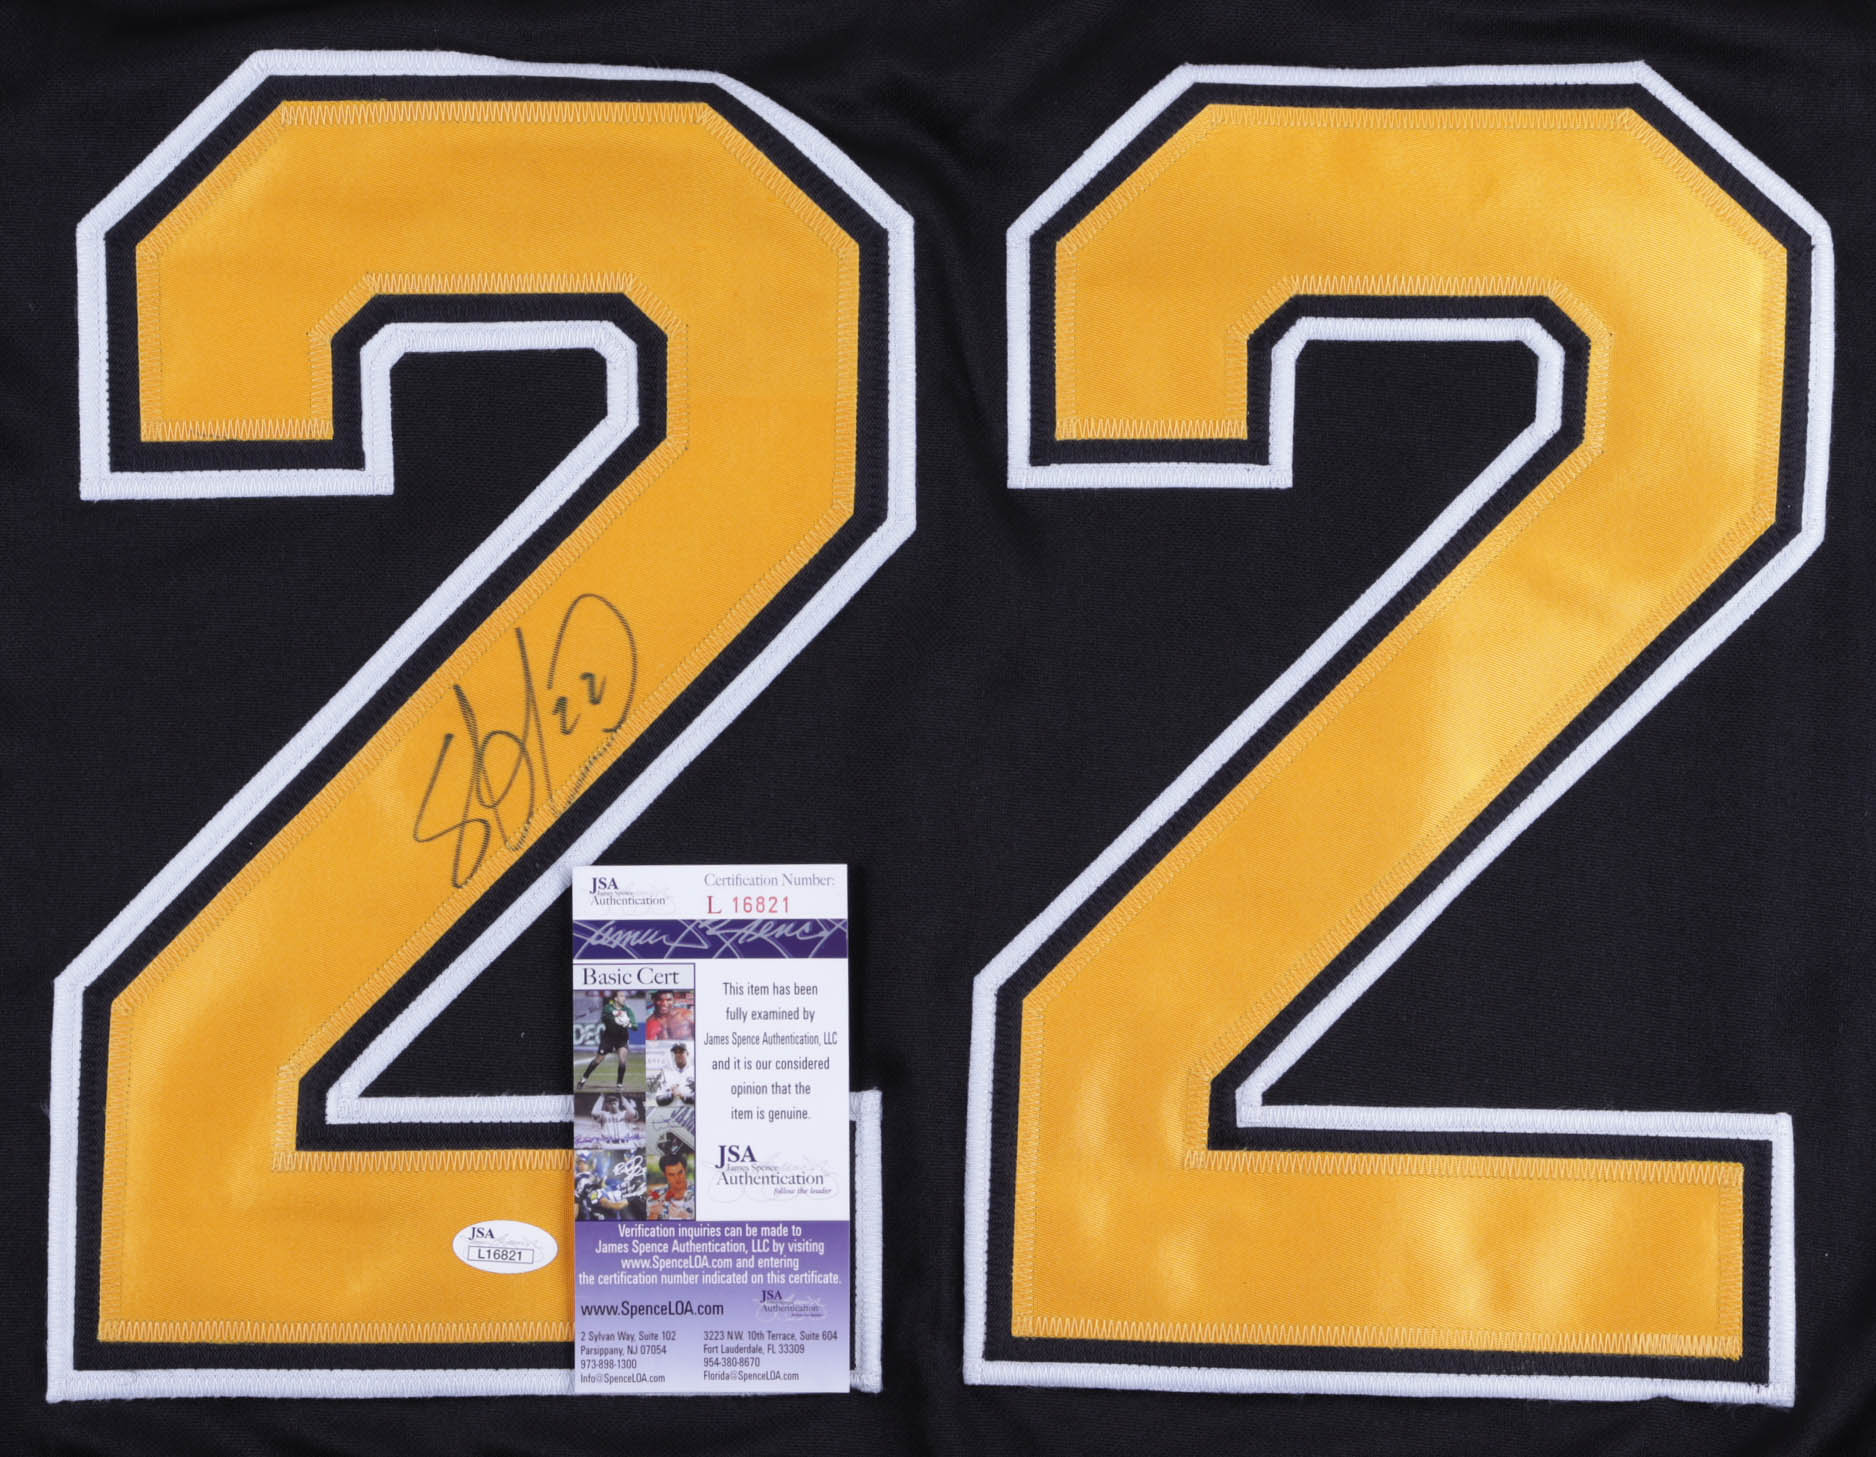 22
22
JSA
James Spence
Authentication
Certification Number:
L 16821
James Spence
Basic Cert
This item has been
fully examined by
James Spence Authentication, LLC
and it is our considered
opinion that the
item is genuine.
JSA
James Spence
Authentication
follow the leader
JSA
L16821
Verification inquiries can be made to
James Spence Authentication, LLC by visiting
www.SpenceLOA.com and entering
the certification number indicated on this certificate.
www.SpenceLOA.com
JSA
Authentication
2 Sylvan Way, Suite 102
Parsippany, NJ 07054
973-898-1300
Info@SpenceLOA.com
3223 N.W. 10th Terrace, Suite 604
Fort Lauderdale, FL 33309
954-380-8670
Florida@SpenceLOA.com